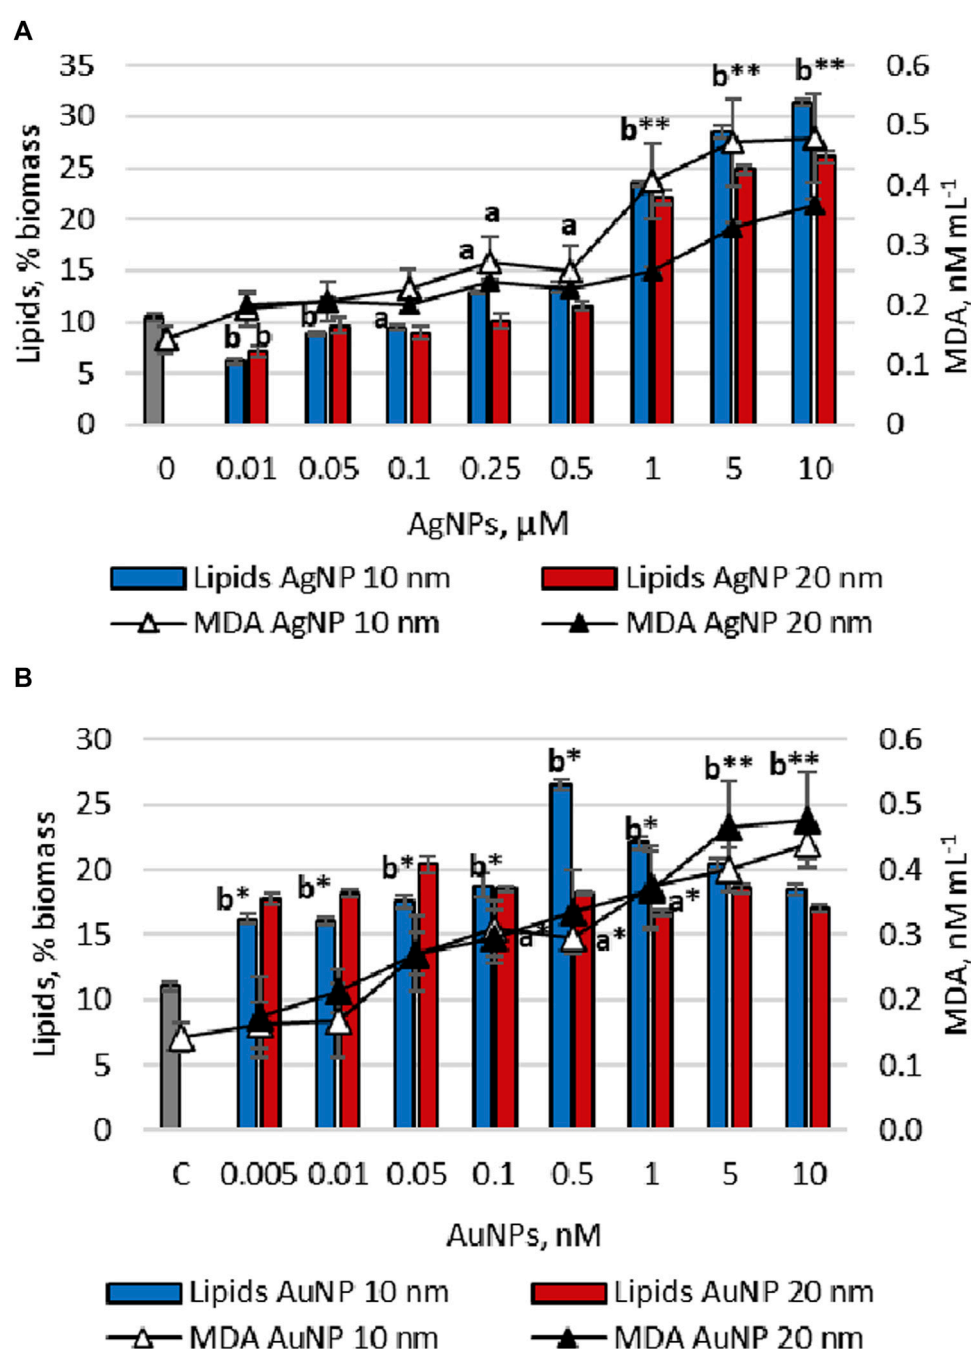 A
35
30
25
20
15
10
5
0
Lipids, % biomass
0.6
0.5
0.4
0.3
0.2
0.1
0
MDA, nM mL-1
b b
b
a
a
a
a
b**
b**
b**
0 0.01 0.05 0.1 0.25 0.5 1 5 10
AgNPs, µM
Lipids AgNP 10 nm Lipids AgNP 20 nm
MDA AgNP 10 nm MDA AgNP 20 nm
B
30
25
20
15
10
5
0
Lipids, % biomass
0.6
0.5
0.4
0.3
0.2
0.1
0.0
MDA, nM mL-1
b*
b*
b*
b*
a*
b*
a*
b*
a*
b**
b**
C 0.005 0.01 0.05 0.1 0.5 1 5 10
AuNPs, nM
Lipids AuNP 10 nm Lipids AuNP 20 nm
MDA AuNP 10 nm MDA AuNP 20 nm